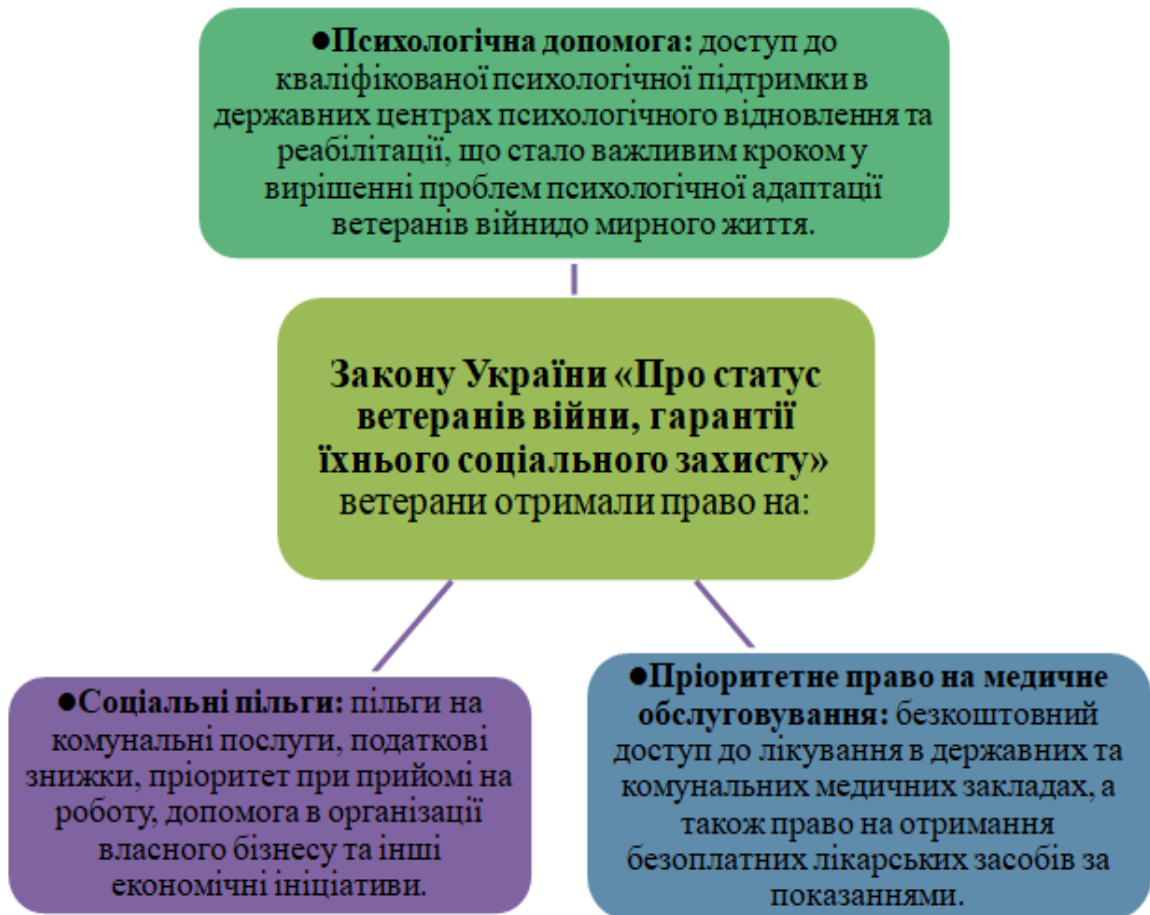 ●Психологічна допомога: доступ до
кваліфікованої психологічної підтримки в
державних центрах психологічного відновлення та
реабілітації, що стало важливим кроком у
вирішенні проблем психологічної адаптації
ветеранів війнидо мирного життя.
Закону України «Про статус
ветеранів війни, гарантії
їхнього соціального захисту»
ветерани отримали право на:
●Соціальні пільги: пільги на
комунальні послуги, податкові
знижки, пріоритет при прийомі на
роботу, допомога в організації
власного бізнесу та інші
економічні ініціативи.
●Пріоритетне право на медичне
обслуговування: безкоштовний
доступ до лікування в державних та
комунальних медичних закладах, а
також право на отримання
безоплатних лікарських засобів за
показаннями.